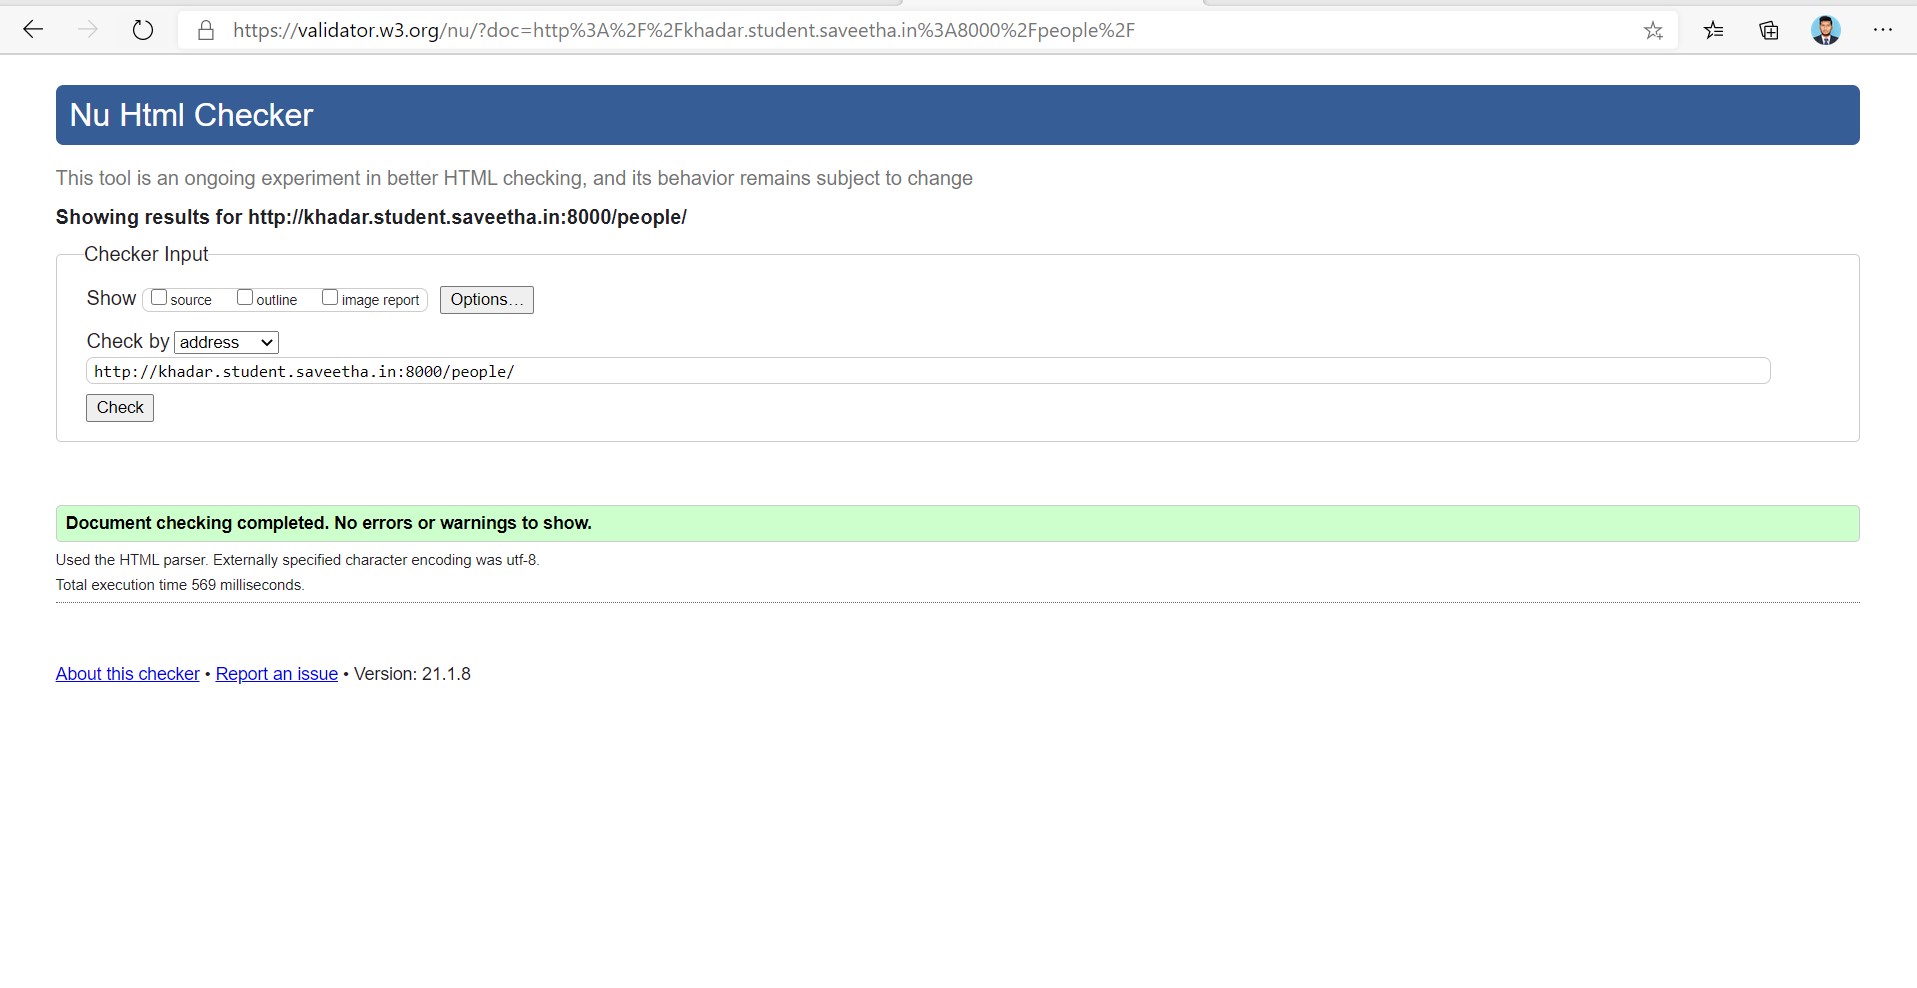 https://validator.w3.org/nu/?doc=http%3A%2F%2Fkhadar.student.saveetha.in%3A8000%2Fpeople%2F
Nu Html Checker
This tool is an ongoing experiment in better HTML checking, and its behavior remains subject to change
Showing results for http://khadar.student.saveetha.in:8000/people/
Checker Input
Show source outline image report Options...
Check by address
http://khadar.student.saveetha.in:8000/people/
Check
Document checking completed. No errors or warnings to show.
Used the HTML parser. Externally specified character encoding was utf-8.
Total execution time 569 milliseconds.
About this checker • Report an issue • Version: 21.1.8